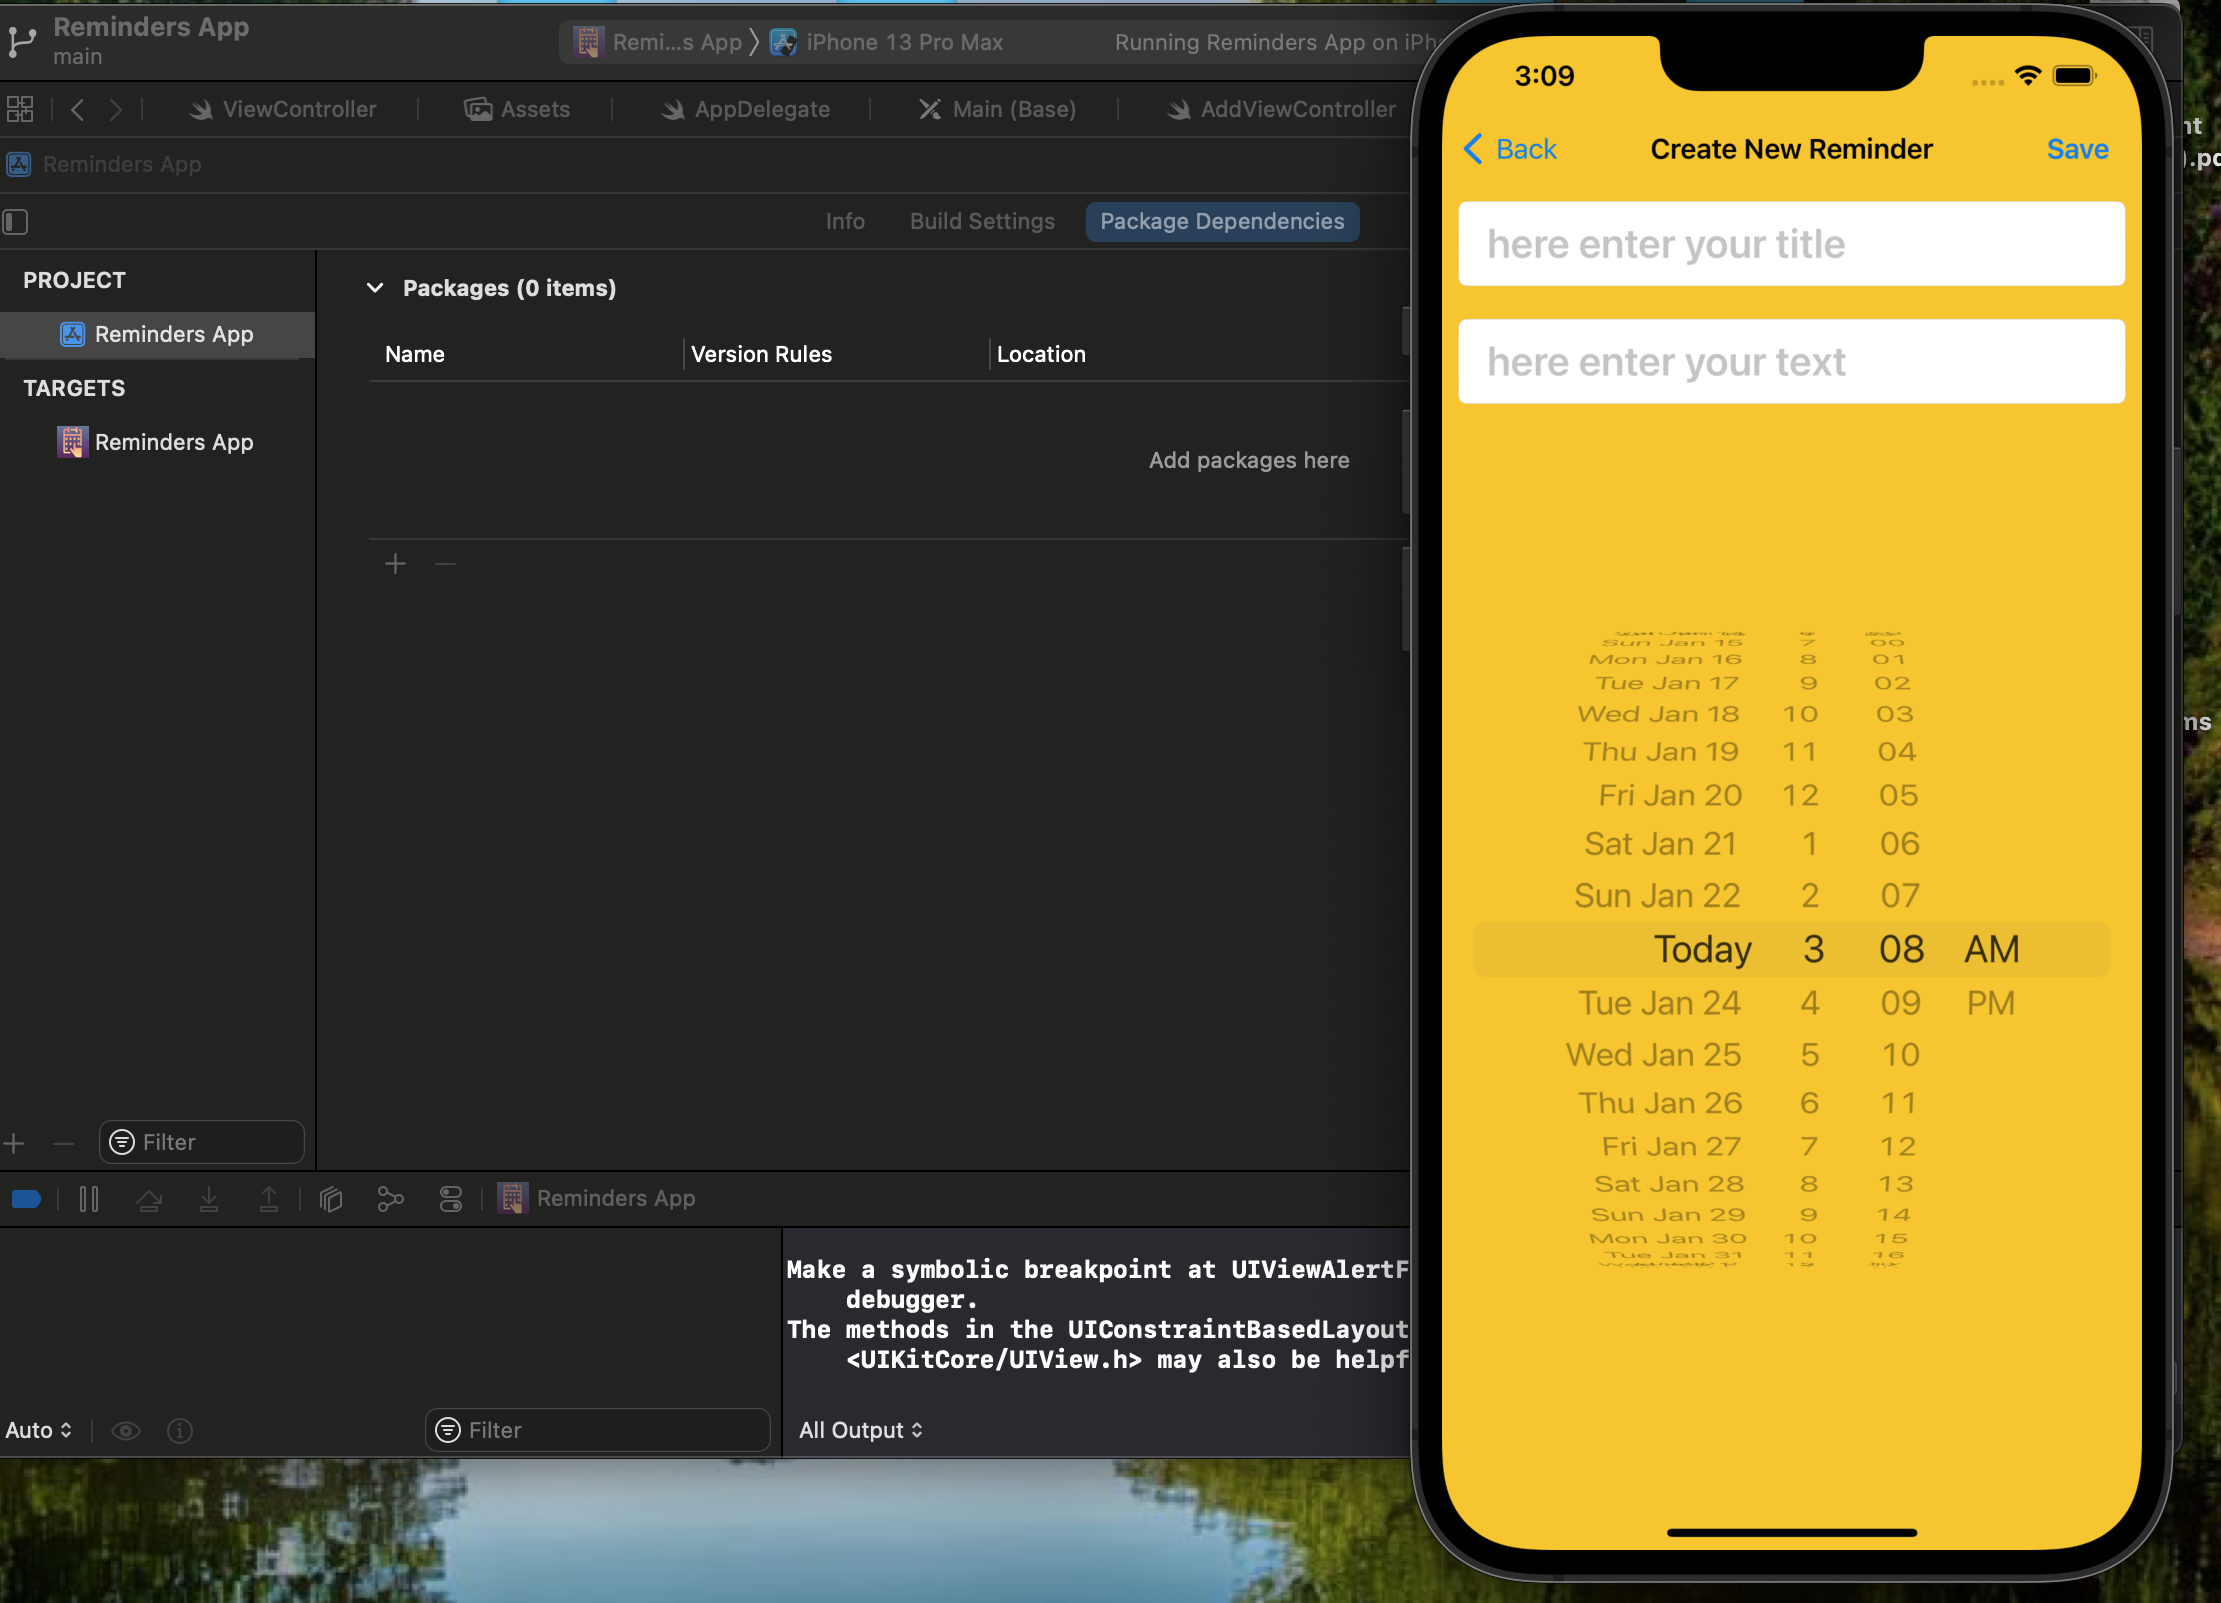 Reminders App
main
Remi...s App
iPhone 13 Pro Max
Running Reminders App on iPh
ViewController
Assets
AppDelegate
Main (Base)
AddViewController
Reminders App
Info
Build Settings
Package Dependencies
PROJECT
Reminders App
TARGETS
Reminders App
Packages (0 items)
Name
Version Rules
Location
Add packages here
Filter
Reminders App
Make a symbolic breakpoint at UIViewAlertF
debugger.
The methods in the UIConstraintBasedLayout
<UIKitCore/UIView.h> may also be helpf
Auto
Filter
All Output
3:09
Back
Create New Reminder
Save
here enter your title
here enter your text
Sun Jan 15 7 00
Mon Jan 16 8 01
Tue Jan 17 9 02
Wed Jan 18 10 03
Thu Jan 19 11 04
Fri Jan 20 12 05
Sat Jan 21 1 06
Sun Jan 22 2 07
Today 3 08 AM
Tue Jan 24 4 09 PM
Wed Jan 25 5 10
Thu Jan 26 6 11
Fri Jan 27 7 12
Sat Jan 28 8 13
Sun Jan 29 9 14
Mon Jan 30 10 15
Tue Jan 31 11 16
nt
).pd
ms